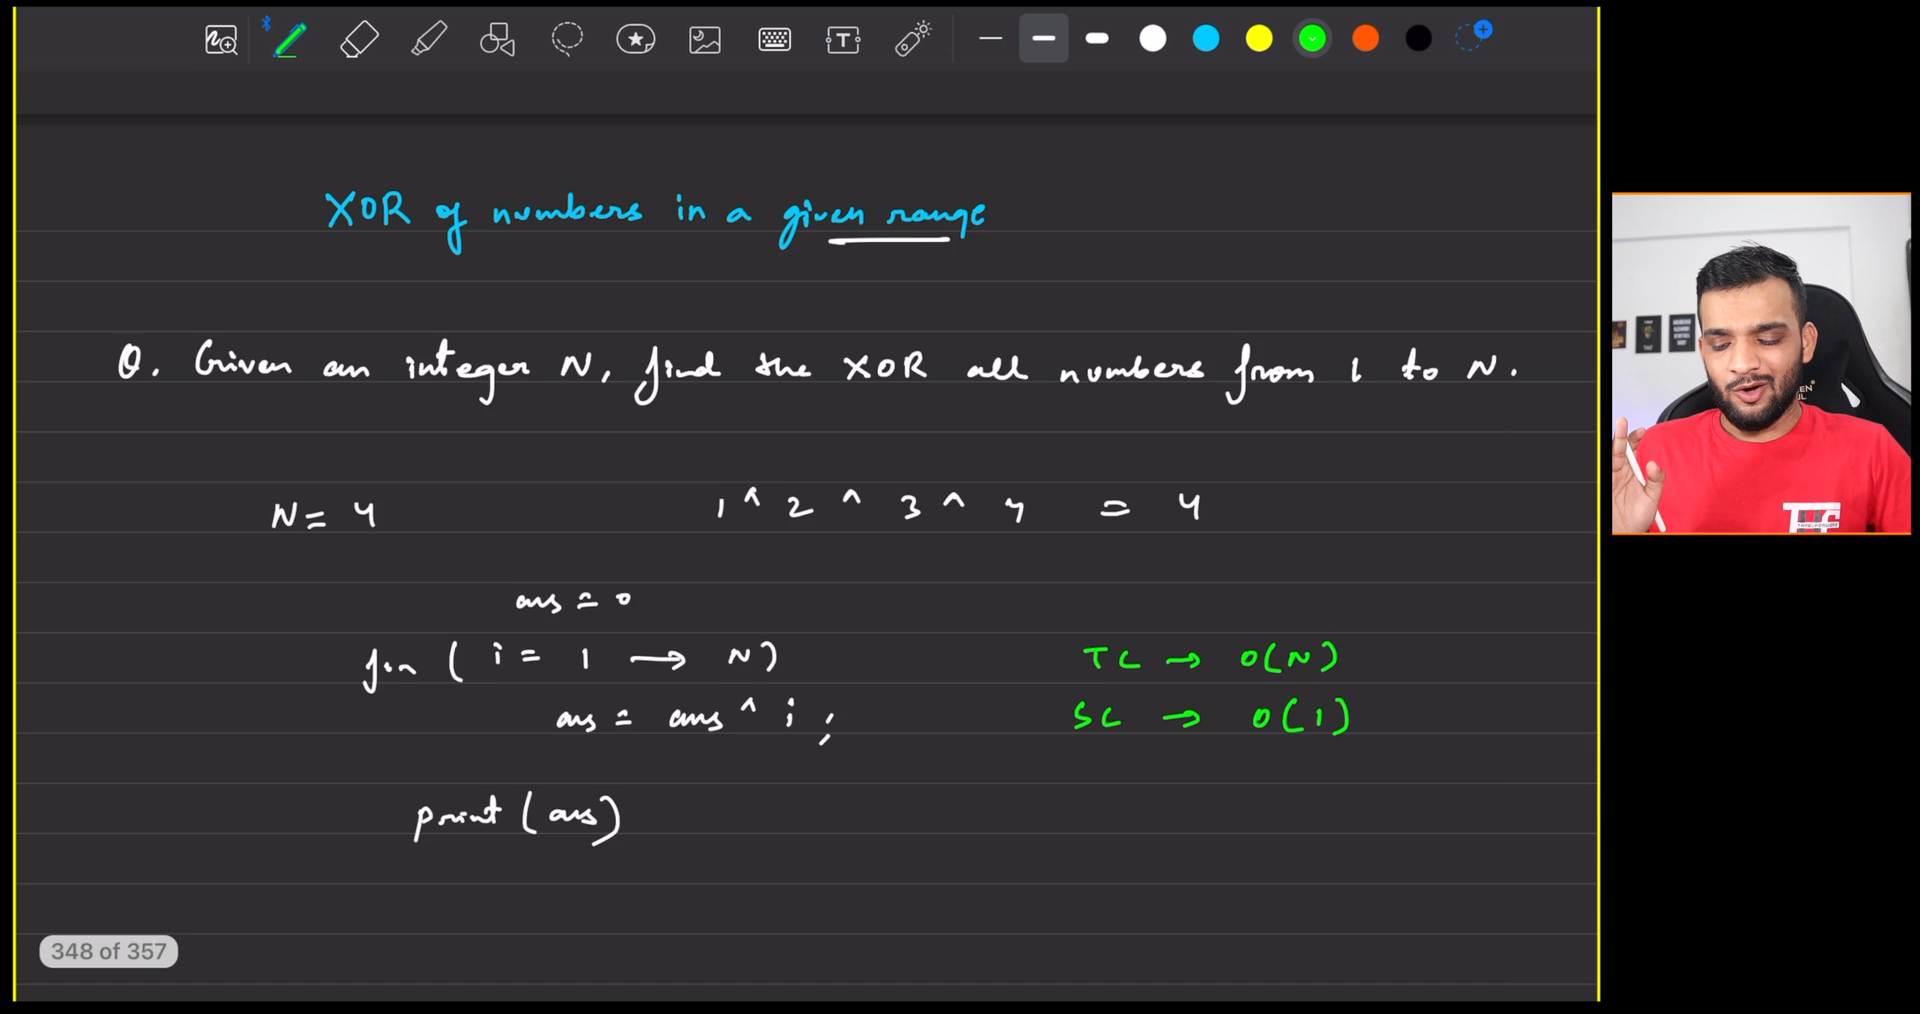 XOR of numbers in a given range
Q. Given an integer N, find the XOR all numbers from 1 to N.
N = 4
1 ^ 2 ^ 3 ^ 4 = 4
ans = 0
for ( i = 1 → N)
ans = ans ^ i ;
print (ans)
TC → O(N)
SC → O(1)
348 of 357